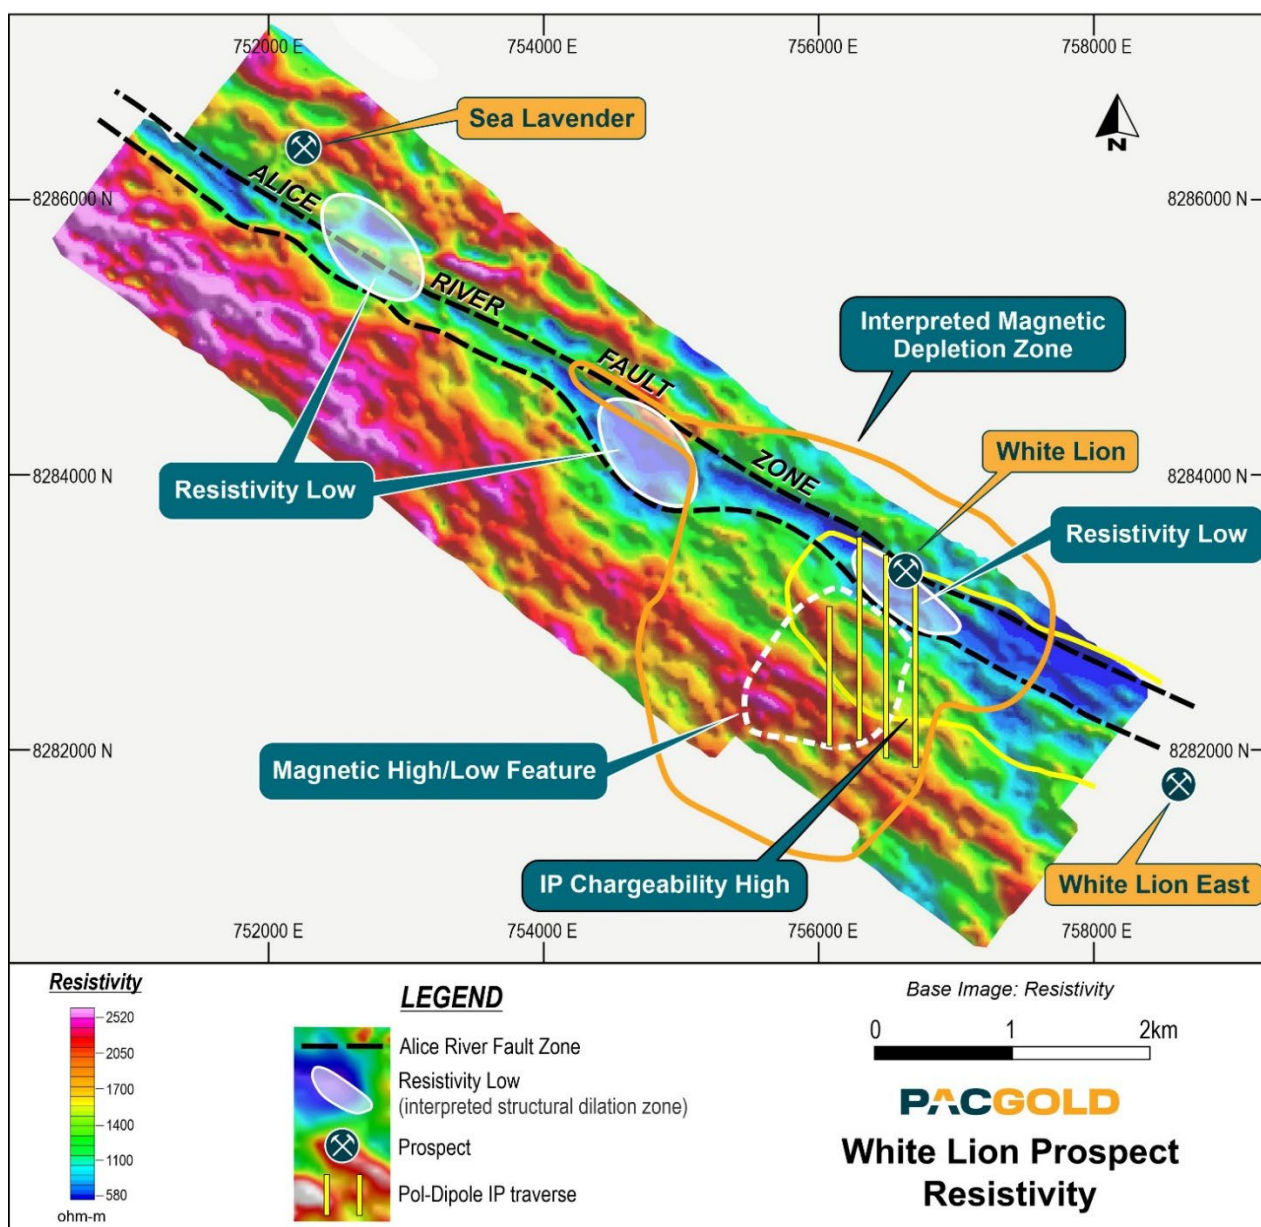 752000 E
754000 E
756000 E
758000 E
Sea Lavender
N
ALICE
8286000 N
8286000 N
RIVER
Interpreted Magnetic
Depletion Zone
FAULT
White Lion
ZONE
8284000 N
8284000 N
Resistivity Low
Resistivity Low
8282000 N
8282000 N
Magnetic High/Low Feature
IP Chargeability High
White Lion East
752000 E
754000 E
756000 E
758000 E
Resistivity
2520
2050
1700
1400
1100
580
ohm-m
LEGEND
Alice River Fault Zone
Resistivity Low
(interpreted structural dilation zone)
Prospect
Pol-Dipole IP traverse
Base Image: Resistivity
0 1 2km
PACGOLD
White Lion Prospect
Resistivity